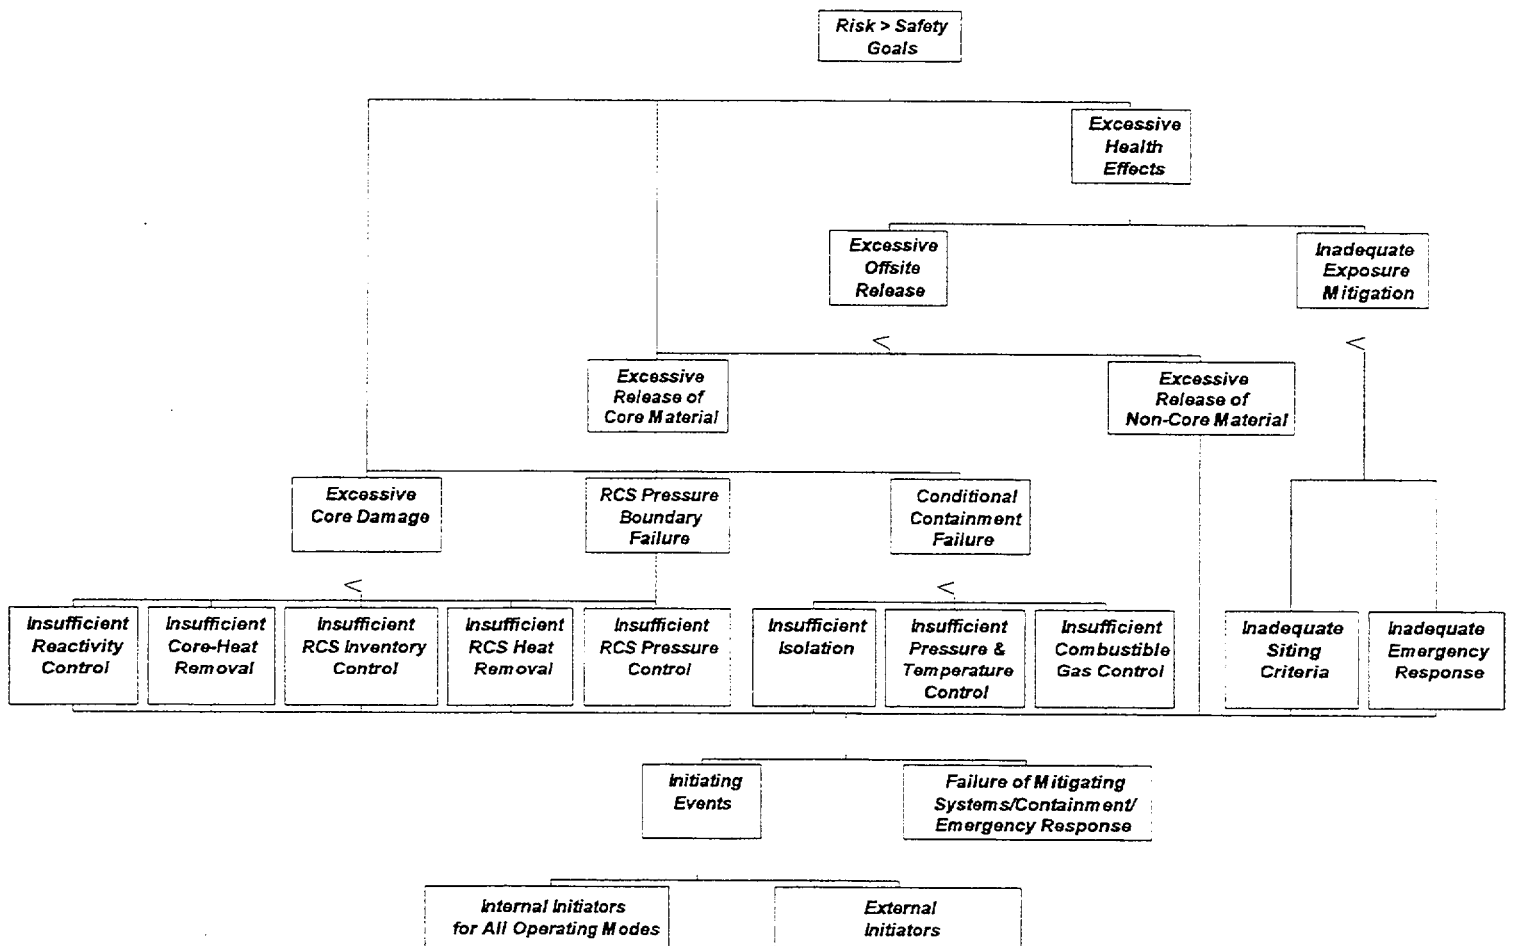 Risk > Safety
Goals
Excessive
Health
Effects
Excessive
Offsite
Release
Inadequate
Exposure
Mitigation
Excessive
Release of
Core Material
Excessive
Release of
Non-Core Material
Excessive
Core Damage
RCS Pressure
Boundary
Failure
Conditional
Containment
Failure
Insufficient
Reactivity
Control
Insufficient
Core-Heat
Removal
Insufficient
RCS Inventory
Control
Insufficient
RCS Heat
Removal
Insufficient
RCS Pressure
Control
Insufficient
Isolation
Insufficient
Pressure &
Temperature
Control
Insufficient
Combustible
Gas Control
Inadequate
Siting
Criteria
Inadequate
Emergency
Response
Initiating
Events
Failure of Mitigating
Systems/Containment/
Emergency Response
Internal Initiators
for All Operating Modes
External
Initiators